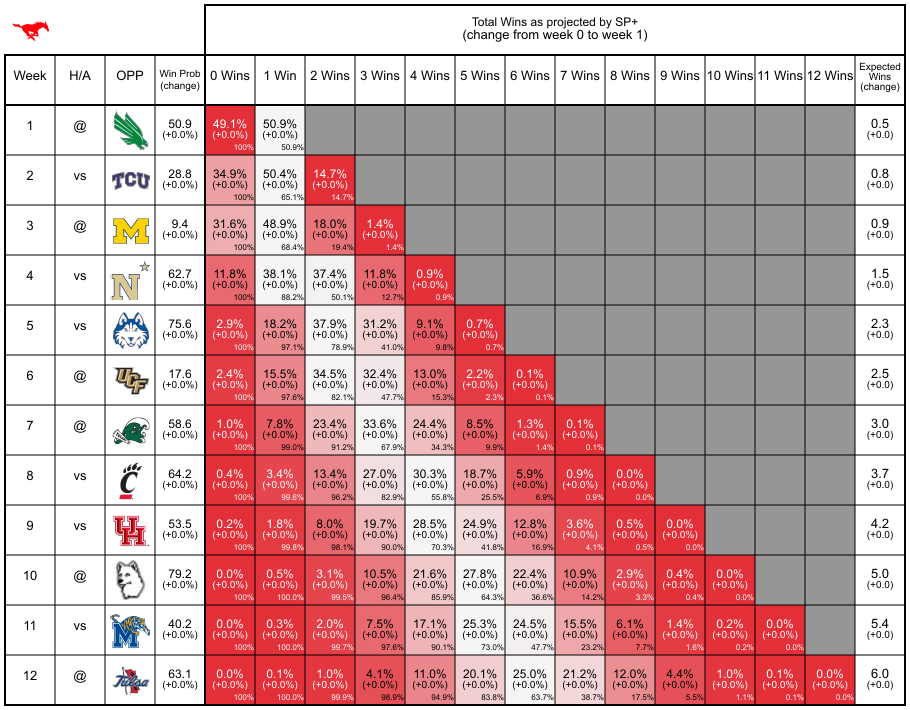 Total Wins as projected by SP+
(change from week 0 to week 1)
Week H/A OPP Win Prob (change) 0 Wins 1 Win 2 Wins 3 Wins 4 Wins 5 Wins 6 Wins 7 Wins 8 Wins 9 Wins 10 Wins 11 Wins 12 Wins Expected Wins (change)
1 @ 50.9 49.1% 50.9% 0.5
(+0.0%) (+0.0%) (+0.0%) (+0.0)
100% 50.9%
2 vs TCU 28.8 34.9% 50.4% 14.7% 0.8
(+0.0%) (+0.0%) (+0.0%) (+0.0%) (+0.0)
100% 65.1% 14.7%
3 @ M 9.4 31.6% 48.9% 18.0% 1.4% 0.9
(+0.0%) (+0.0%) (+0.0%) (+0.0%) (+0.0%) (+0.0)
100% 68.4% 19.4% 1.4%
4 vs N 62.7 11.8% 38.1% 37.4% 11.8% 0.9% 1.5
(+0.0%) (+0.0%) (+0.0%) (+0.0%) (+0.0%) (+0.0%) (+0.0)
100% 88.2% 50.1% 12.7% 0.9%
5 vs 75.6 2.9% 18.2% 37.9% 31.2% 9.1% 0.7% 2.3
(+0.0%) (+0.0%) (+0.0%) (+0.0%) (+0.0%) (+0.0%) (+0.0%) (+0.0)
100% 97.1% 78.9% 41.0% 9.8% 0.7%
6 @ UCF 17.6 2.4% 15.5% 34.5% 32.4% 13.0% 2.2% 0.1% 2.5
(+0.0%) (+0.0%) (+0.0%) (+0.0%) (+0.0%) (+0.0%) (+0.0%) (+0.0%) (+0.0)
100% 97.6% 82.1% 47.7% 15.3% 2.3% 0.1%
7 @ 58.6 1.0% 7.8% 23.4% 33.6% 24.4% 8.5% 1.3% 0.1% 3.0
(+0.0%) (+0.0%) (+0.0%) (+0.0%) (+0.0%) (+0.0%) (+0.0%) (+0.0%) (+0.0%) (+0.0)
100% 99.0% 91.2% 67.9% 34.3% 9.9% 1.4% 0.1%
8 vs C 64.2 0.4% 3.4% 13.4% 27.0% 30.3% 18.7% 5.9% 0.9% 0.0% 3.7
(+0.0%) (+0.0%) (+0.0%) (+0.0%) (+0.0%) (+0.0%) (+0.0%) (+0.0%) (+0.0%) (+0.0%) (+0.0)
100% 99.6% 96.2% 82.9% 55.8% 25.5% 6.9% 0.9% 0.0%
9 vs UH 53.5 0.2% 1.8% 8.0% 19.7% 28.5% 24.9% 12.8% 3.6% 0.5% 0.0% 4.2
(+0.0%) (+0.0%) (+0.0%) (+0.0%) (+0.0%) (+0.0%) (+0.0%) (+0.0%) (+0.0%) (+0.0%) (+0.0%) (+0.0)
100% 99.8% 98.1% 90.0% 70.3% 41.8% 16.9% 4.1% 0.5% 0.0%
10 @ 79.2 0.0% 0.5% 3.1% 10.5% 21.6% 27.8% 22.4% 10.9% 2.9% 0.4% 0.0% 5.0
(+0.0%) (+0.0%) (+0.0%) (+0.0%) (+0.0%) (+0.0%) (+0.0%) (+0.0%) (+0.0%) (+0.0%) (+0.0%) (+0.0%) (+0.0)
100% 100.0% 99.5% 96.4% 85.9% 64.3% 36.6% 14.2% 3.3% 0.4% 0.0%
11 vs M 40.2 0.0% 0.3% 2.0% 7.5% 17.1% 25.3% 24.5% 15.5% 6.1% 1.4% 0.2% 0.0% 5.4
(+0.0%) (+0.0%) (+0.0%) (+0.0%) (+0.0%) (+0.0%) (+0.0%) (+0.0%) (+0.0%) (+0.0%) (+0.0%) (+0.0%) (+0.0%) (+0.0)
100% 100.0% 99.7% 97.6% 90.1% 73.0% 47.7% 23.2% 7.7% 1.6% 0.2% 0.0%
12 @ Tulsa 63.1 0.0% 0.1% 1.0% 4.1% 11.0% 20.1% 25.0% 21.2% 12.0% 4.4% 1.0% 0.1% 0.0% 6.0
(+0.0%) (+0.0%) (+0.0%) (+0.0%) (+0.0%) (+0.0%) (+0.0%) (+0.0%) (+0.0%) (+0.0%) (+0.0%) (+0.0%) (+0.0%) (+0.0%) (+0.0)
100% 100.0% 99.9% 98.9% 94.9% 83.8% 63.7% 38.7% 17.5% 5.5% 1.1% 0.1% 0.0%